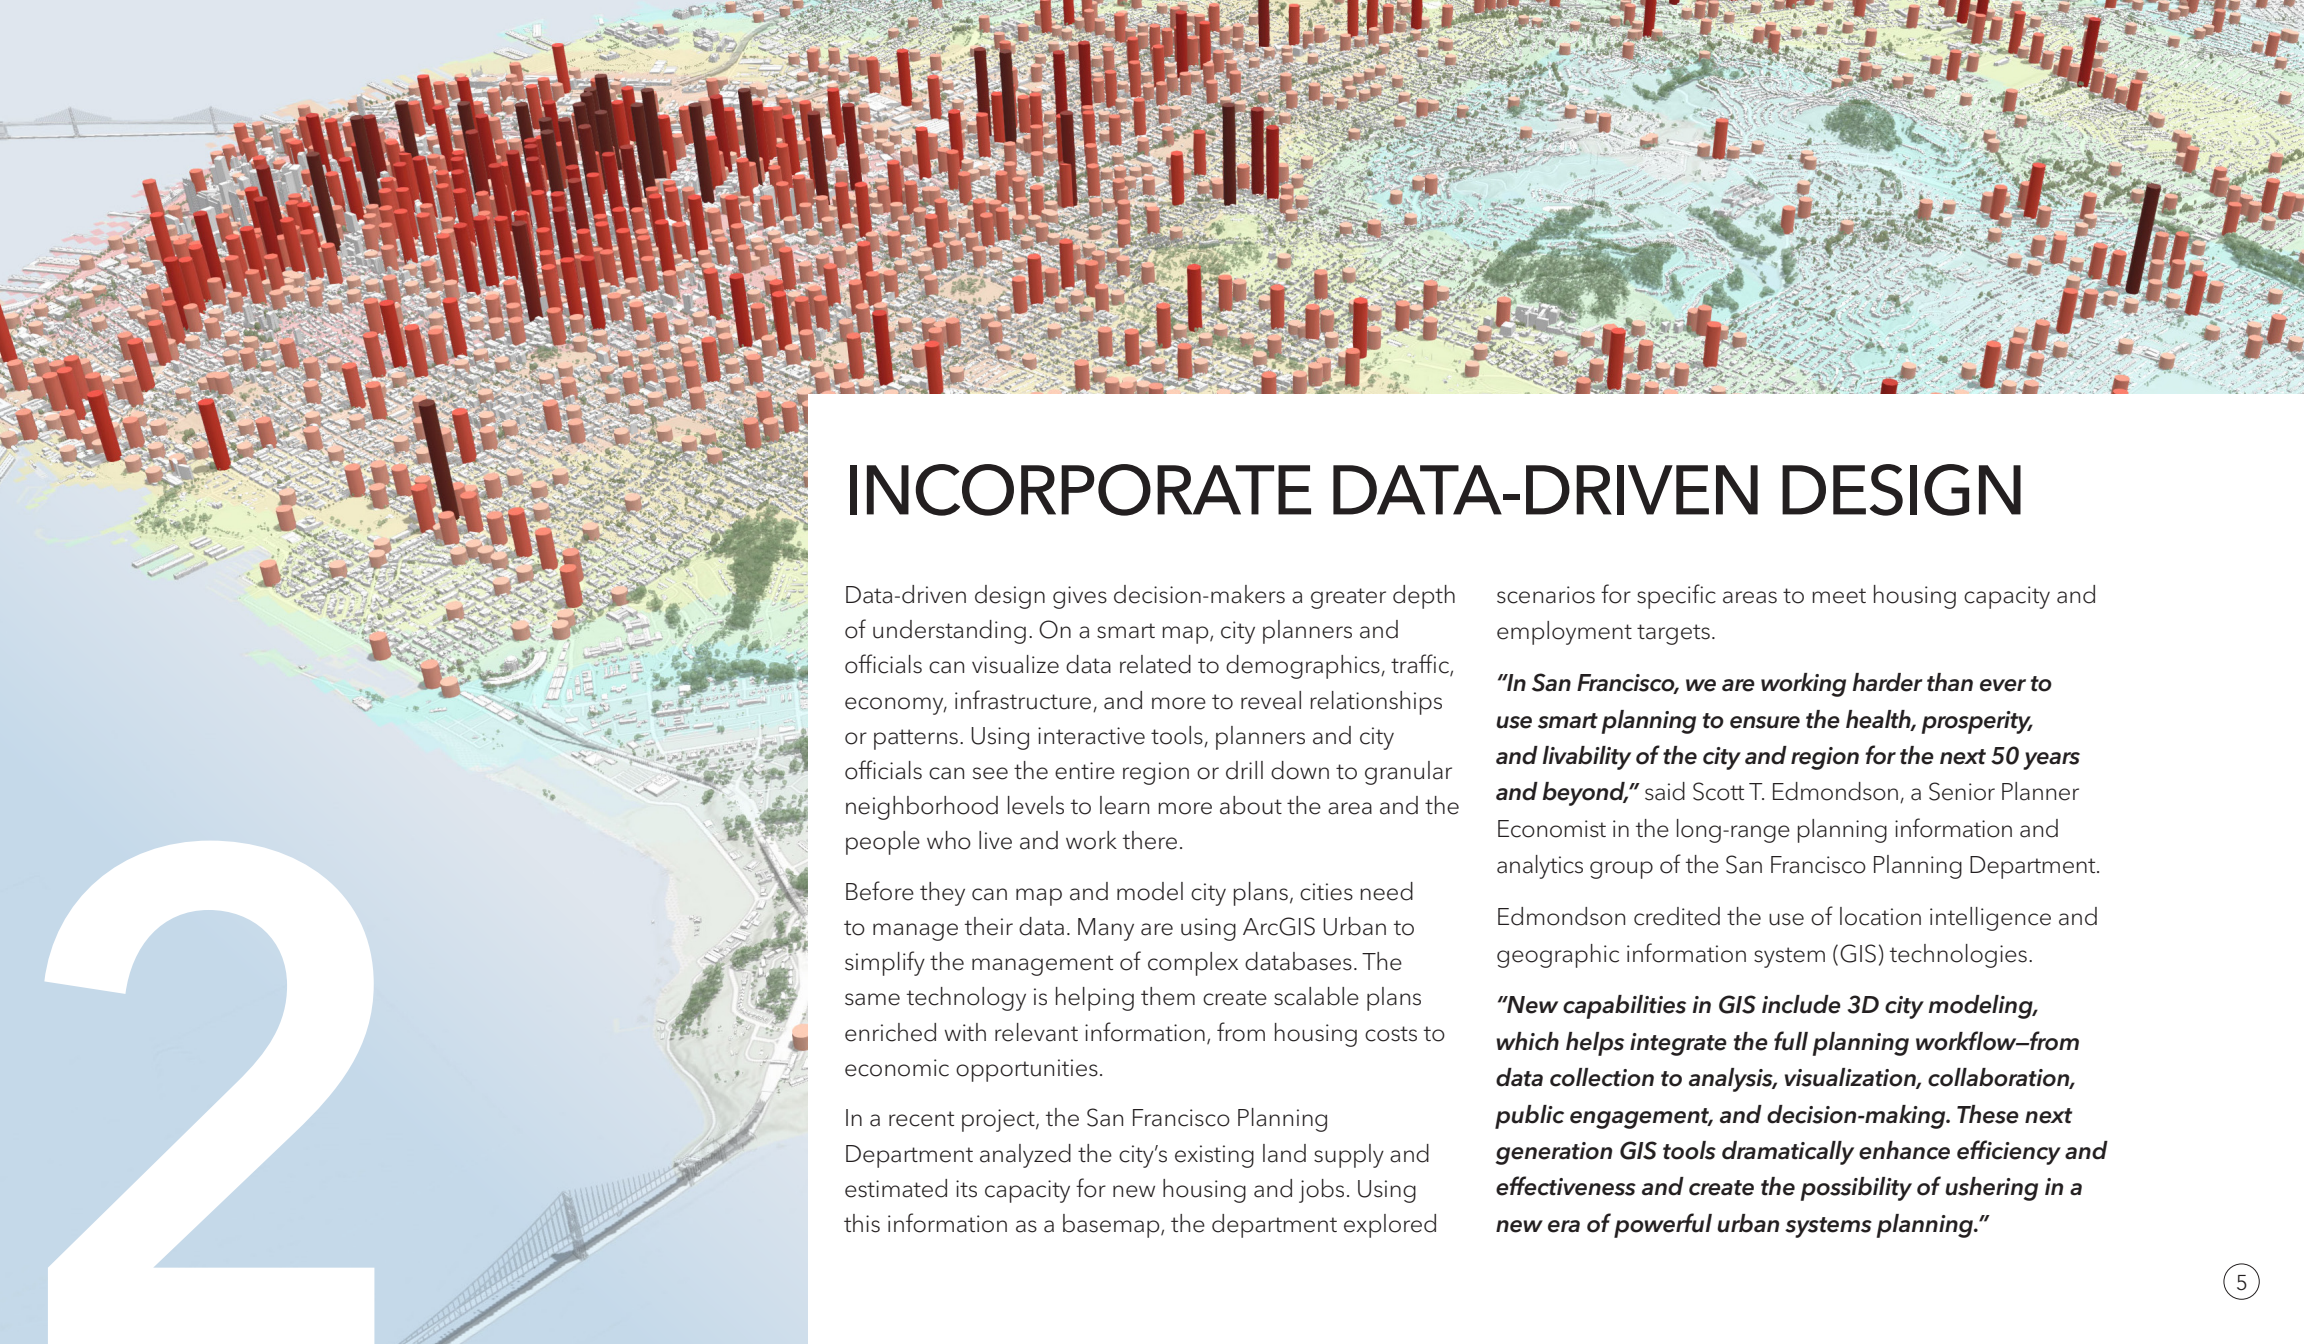 2
INCORPORATE DATA-DRIVEN DESIGN
Data-driven design gives decision-makers a greater depth
of understanding. On a smart map, city planners and
officials can visualize data related to demographics, traffic,
economy, infrastructure, and more to reveal relationships
or patterns. Using interactive tools, planners and city
officials can see the entire region or drill down to granular
neighborhood levels to learn more about the area and the
people who live and work there.
Before they can map and model city plans, cities need
to manage their data. Many are using ArcGIS Urban to
simplify the management of complex databases. The
same technology is helping them create scalable plans
enriched with relevant information, from housing costs to
economic opportunities.
In a recent project, the San Francisco Planning
Department analyzed the city’s existing land supply and
estimated its capacity for new housing and jobs. Using
this information as a basemap, the department explored
scenarios for specific areas to meet housing capacity and
employment targets.
“In San Francisco, we are working harder than ever to
use smart planning to ensure the health, prosperity,
and livability of the city and region for the next 50 years
and beyond,” said Scott T. Edmondson, a Senior Planner
Economist in the long-range planning information and
analytics group of the San Francisco Planning Department.
Edmondson credited the use of location intelligence and
geographic information system (GIS) technologies.
“New capabilities in GIS include 3D city modeling,
which helps integrate the full planning workflow—from
data collection to analysis, visualization, collaboration,
public engagement, and decision-making. These next
generation GIS tools dramatically enhance efficiency and
effectiveness and create the possibility of ushering in a
new era of powerful urban systems planning.”
5